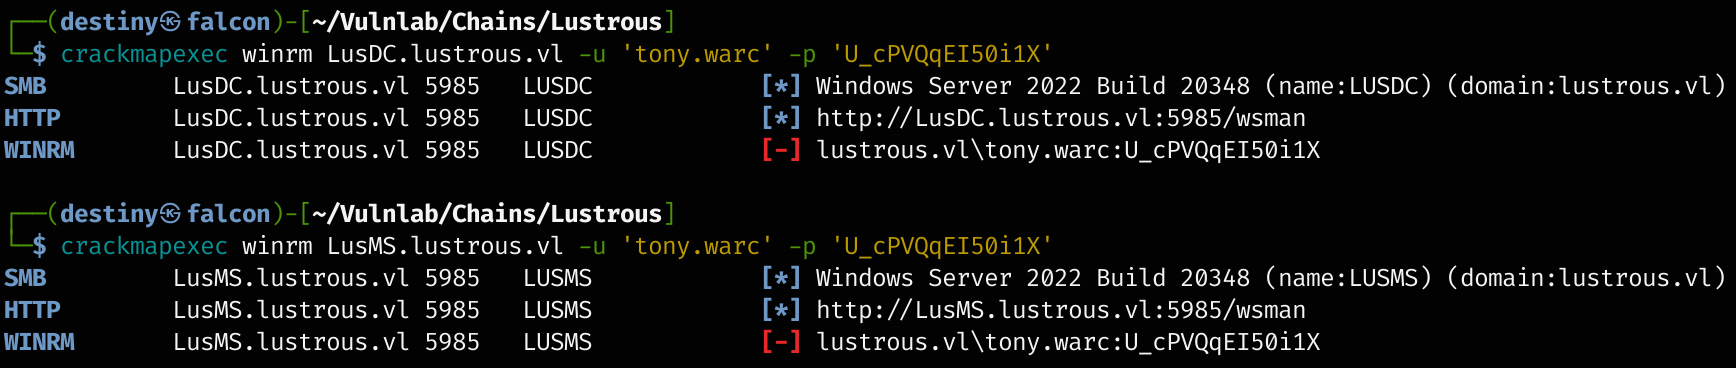 ┌──(destiny㉿falcon)-[~/Vulnlab/Chains/Lustrous]
└─$ crackmapexec winrm LusDC.lustrous.vl -u 'tony.warc' -p 'U_cPVQqEI50i1X'
SMB LusDC.lustrous.vl 5985 LUSDC [*] Windows Server 2022 Build 20348 (name:LUSDC) (domain:lustrous.vl)
HTTP LusDC.lustrous.vl 5985 LUSDC [*] http://LusDC.lustrous.vl:5985/wsman
WINRM LusDC.lustrous.vl 5985 LUSDC [-] lustrous.vl\tony.warc:U_cPVQqEI50i1X
┌──(destiny㉿falcon)-[~/Vulnlab/Chains/Lustrous]
└─$ crackmapexec winrm LusMS.lustrous.vl -u 'tony.warc' -p 'U_cPVQqEI50i1X'
SMB LusMS.lustrous.vl 5985 LUSMS [*] Windows Server 2022 Build 20348 (name:LUSMS) (domain:lustrous.vl)
HTTP LusMS.lustrous.vl 5985 LUSMS [*] http://LusMS.lustrous.vl:5985/wsman
WINRM LusMS.lustrous.vl 5985 LUSMS [-] lustrous.vl\tony.warc:U_cPVQqEI50i1X